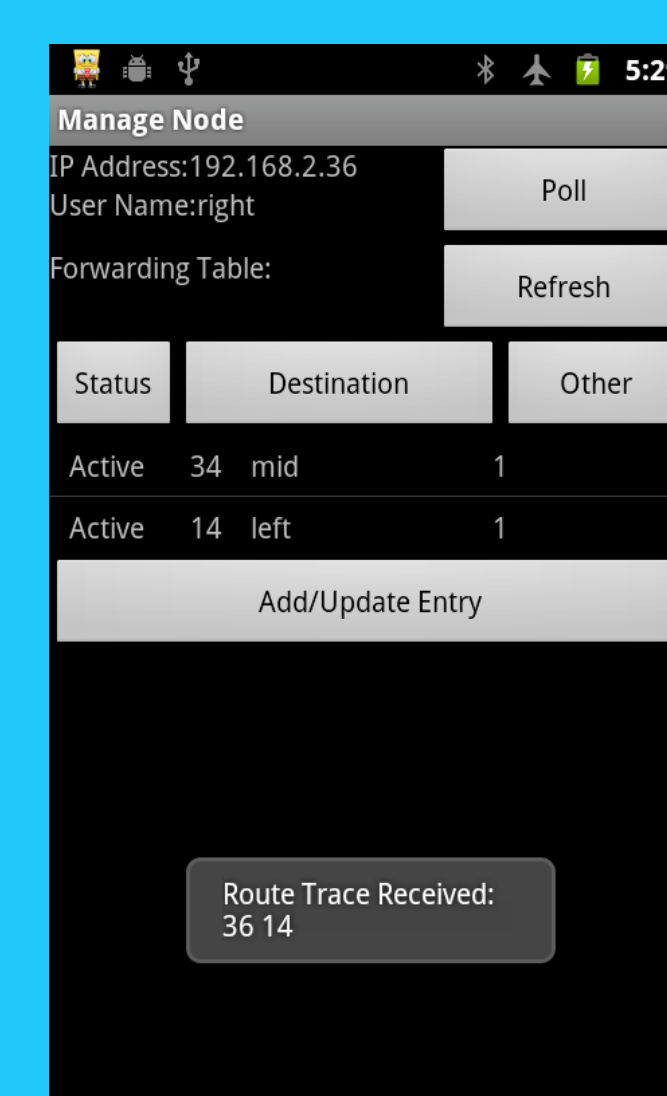 5:2
Manage Node
IP Address:192.168.2.36
Poll
User Name:right
Forwarding Table:
Refresh
Status Destination Other
Active 34 mid 1
Active 14 left 1
Add/Update Entry
Route Trace Received:
36 14